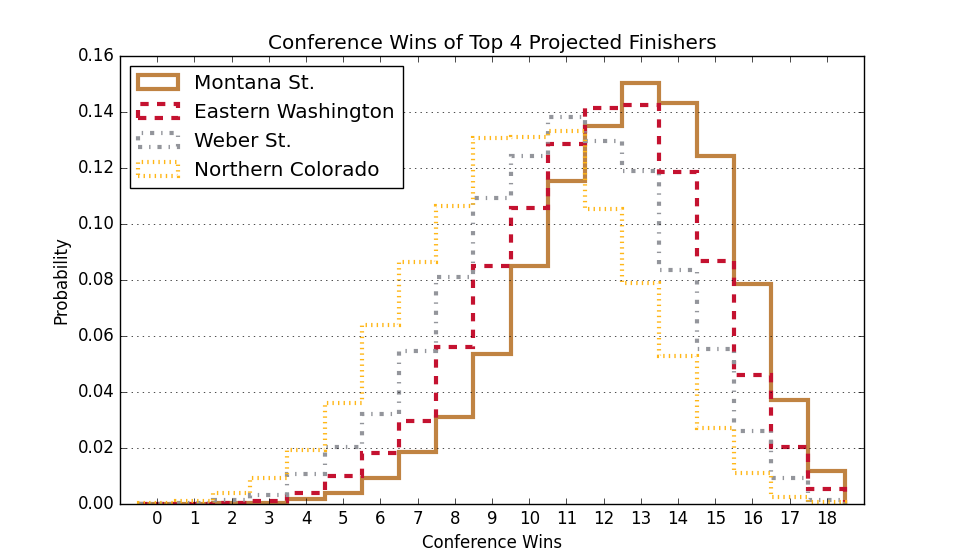 Conference Wins of Top 4 Projected Finishers
0.16
0.14
0.12
0.10
0.08
0.06
0.04
0.02
0.00
Probability
Montana St.
Eastern Washington
Weber St.
Northern Colorado
0 1 2 3 4 5 6 7 8 9 10 11 12 13 14 15 16 17 18
Conference Wins